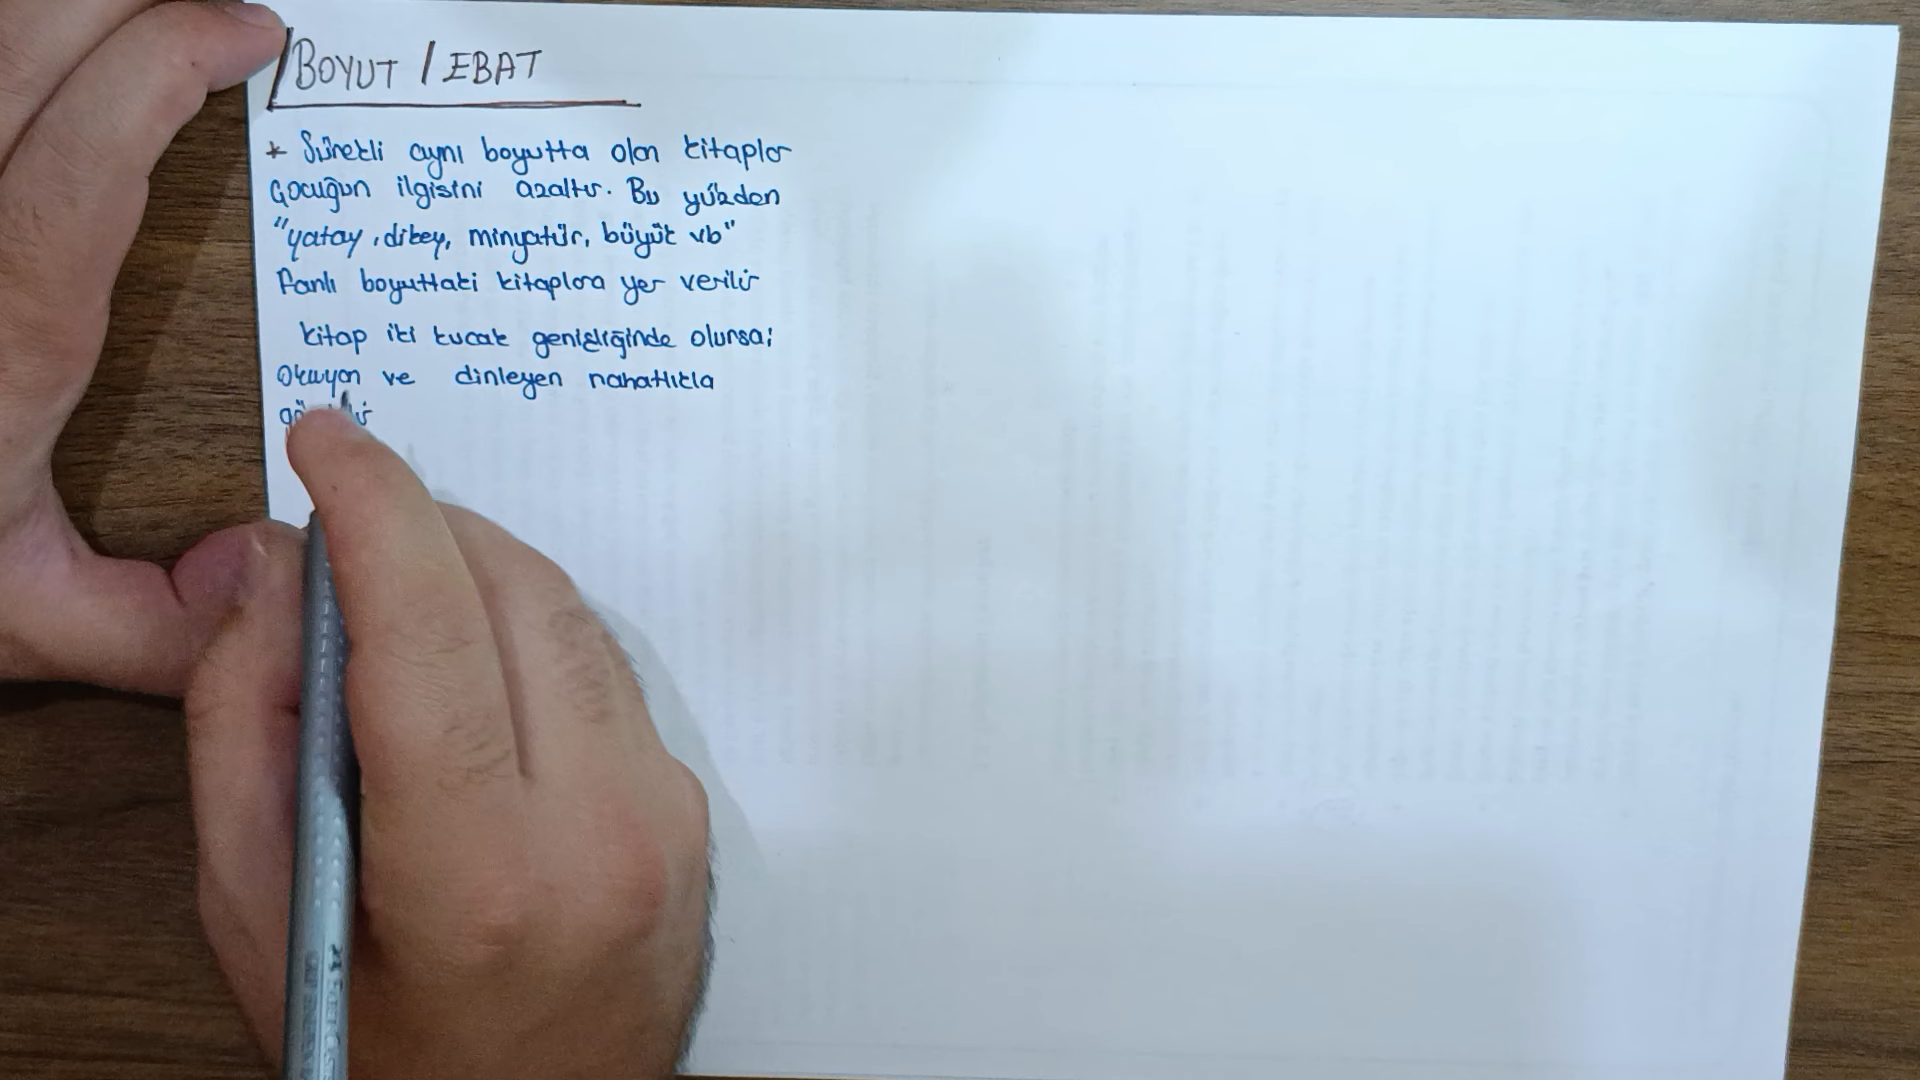 BOYUT / EBAT
* Sürekli aynı boyutta olan kitaplar
Çocuğun ilgisini azaltır. Bu yüzden
"yatay, dikey, minyatür, büyük vb"
Farklı boyuttaki kitaplara yer verilir
kitap iki kucak genişliğinde olursa;
Okuyan ve dinleyen rahatlıkla